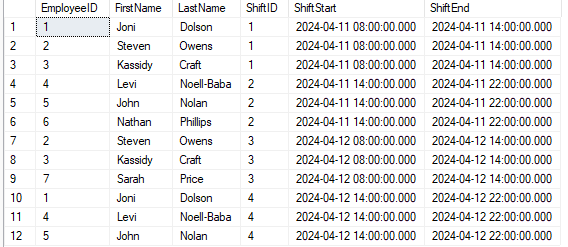 EmployeeID FirstName LastName ShiftID ShiftStart ShiftEnd
1 1 Joni Dolson 1 2024-04-11 08:00:00.000 2024-04-11 14:00:00.000
2 2 Steven Owens 1 2024-04-11 08:00:00.000 2024-04-11 14:00:00.000
3 3 Kassidy Craft 1 2024-04-11 08:00:00.000 2024-04-11 14:00:00.000
4 4 Levi Noell-Baba 2 2024-04-11 14:00:00.000 2024-04-11 22:00:00.000
5 5 John Nolan 2 2024-04-11 14:00:00.000 2024-04-11 22:00:00.000
6 6 Nathan Phillips 2 2024-04-11 14:00:00.000 2024-04-11 22:00:00.000
7 2 Steven Owens 3 2024-04-12 08:00:00.000 2024-04-12 14:00:00.000
8 3 Kassidy Craft 3 2024-04-12 08:00:00.000 2024-04-12 14:00:00.000
9 7 Sarah Price 3 2024-04-12 08:00:00.000 2024-04-12 14:00:00.000
10 1 Joni Dolson 4 2024-04-12 14:00:00.000 2024-04-12 22:00:00.000
11 4 Levi Noell-Baba 4 2024-04-12 14:00:00.000 2024-04-12 22:00:00.000
12 5 John Nolan 4 2024-04-12 14:00:00.000 2024-04-12 22:00:00.000